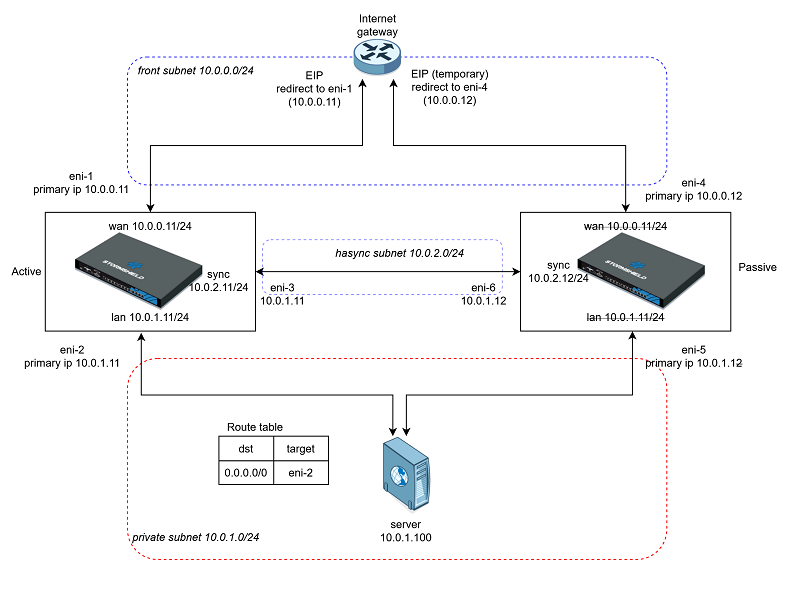 Internet
gateway
front subnet 10.0.0.0/24
EIP
redirect to eni-1
(10.0.0.11)
EIP (temporary)
redirect to eni-4
(10.0.0.12)
eni-1
primary ip 10.0.0.11
eni-4
primary ip 10.0.0.12
wan 10.0.0.11/24
wan 10.0.0.11/24
hasync subnet 10.0.2.0/24
STORMSHIELD
STORMSHIELD
Active
Passive
sync
10.0.2.11/24
sync
10.0.2.12/24
eni-3
10.0.1.11
eni-6
10.0.1.12
lan 10.0.1.11/24
lan 10.0.1.11/24
eni-2
primary ip 10.0.1.11
eni-5
primary ip 10.0.1.12
Route table
dst target
0.0.0.0/0 eni-2
server
10.0.1.100
private subnet 10.0.1.0/24